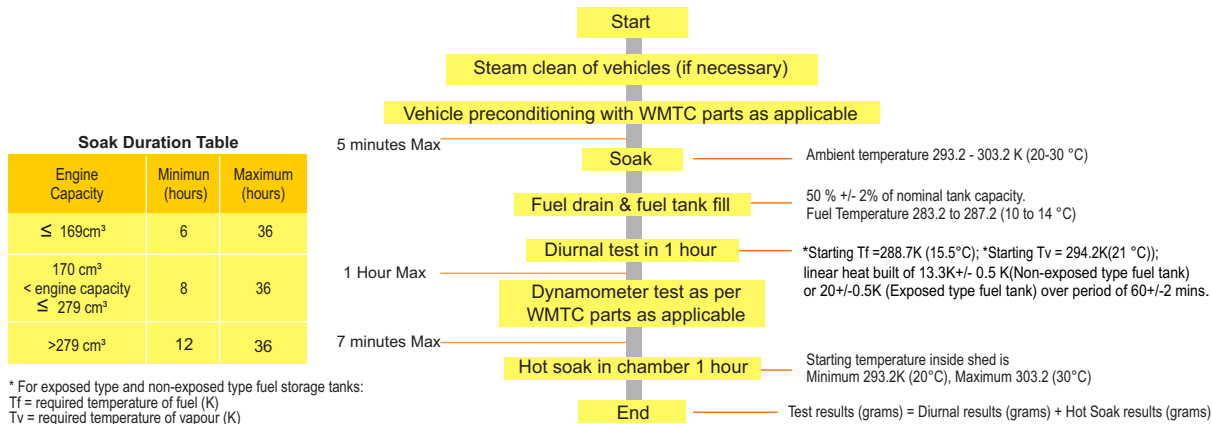 Start
Steam clean of vehicles (if necessary)
Vehicle preconditioning with WMTC parts as applicable
5 minutes Max
Soak
Ambient temperature 293.2 - 303.2 K (20-30 °C)
Fuel drain & fuel tank fill
50 % +/- 2% of nominal tank capacity.
Fuel Temperature 283.2 to 287.2 (10 to 14 °C)
Diurnal test in 1 hour
*Starting Tf =288.7K (15.5°C); *Starting Tv = 294.2K(21 °C));
linear heat built of 13.3K+/- 0.5 K(Non-exposed type fuel tank)
or 20+/-0.5K (Exposed type fuel tank) over period of 60+/-2 mins.
1 Hour Max
Dynamometer test as per
WMTC parts as applicable
7 minutes Max
Hot soak in chamber 1 hour
Starting temperature inside shed is
Minimum 293.2K (20°C), Maximum 303.2 (30°C)
End
Test results (grams) = Diurnal results (grams) + Hot Soak results (grams)
Soak Duration Table
Engine Capacity
Minimun (hours)
Maximum (hours)
≤ 169cm³
6
36
170 cm³
< engine capacity
≤ 279 cm³
8
36
>279 cm³
12
36
* For exposed type and non-exposed type fuel storage tanks:
Tf = required temperature of fuel (K)
Tv = required temperature of vapour (K)